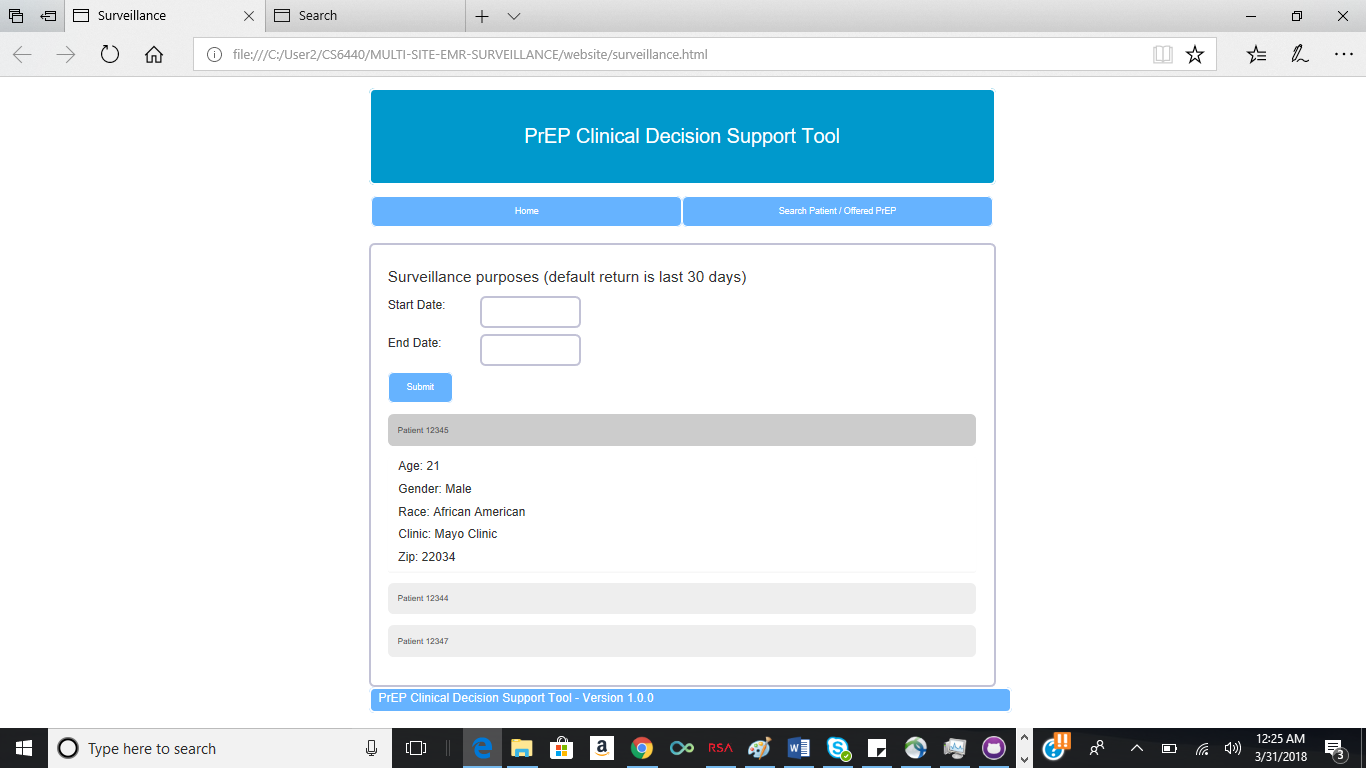 Surveillance
Search
file:///C:/User2/CS6440/MULTI-SITE-EMR-SURVEILLANCE/website/surveillance.html
PrEP Clinical Decision Support Tool
Home
Search Patient / Offered PrEP
Surveillance purposes (default return is last 30 days)
Start Date:
End Date:
Submit
Patient 12345
Age: 21
Gender: Male
Race: African American
Clinic: Mayo Clinic
Zip: 22034
Patient 12344
Patient 12347
PrEP Clinical Decision Support Tool - Version 1.0.0
Type here to search
RSA
12:25 AM
3/31/2018
3